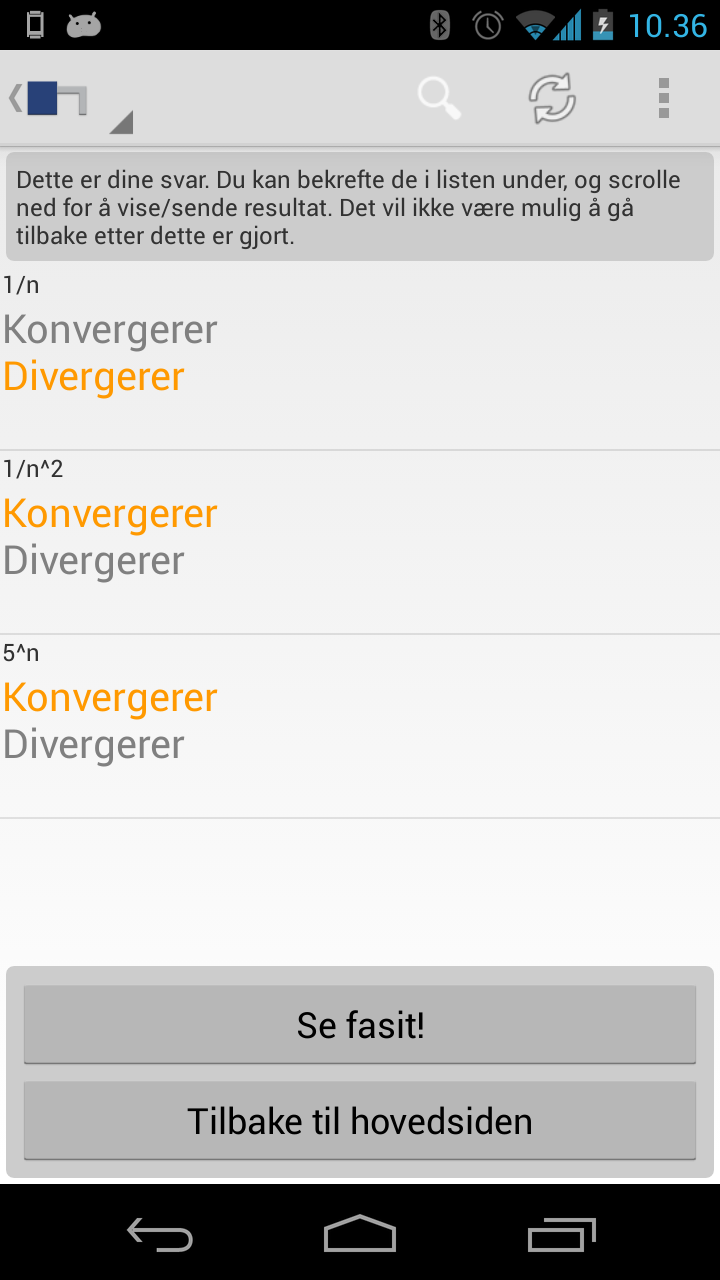 10.36
Dette er dine svar. Du kan bekrefte de i listen under, og scrolle
ned for å vise/sende resultat. Det vil ikke være mulig å gå
tilbake etter dette er gjort.
1/n
Konvergerer
Divergerer
1/n^2
Konvergerer
Divergerer
5^n
Konvergerer
Divergerer
Se fasit!
Tilbake til hovedsiden